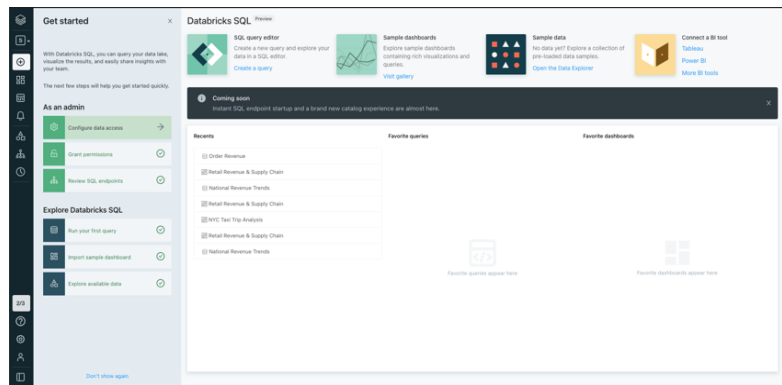 Get started
×
With Databricks SQL, you can query your data lake,
visualize the results, and easily share insights with
your team.
The next few steps will help you get started quickly.
As an admin
Configure data access
Grant permissions
Review SQL endpoints
Explore Databricks SQL
Run your first query
Import sample dashboard
Explore available data
Don't show again
S
2/3
Databricks SQL Preview
SQL query editor
Create a new query and explore your
data in a SQL editor.
Create a query
Sample dashboards
Explore sample dashboards
containing rich visualizations and
queries.
Visit gallery
Sample data
No data yet? Explore a collection of
pre-loaded data samples.
Open the Data Explorer
Connect a BI tool
Tableau
Power BI
More BI tools
Coming soon
Instant SQL endpoint startup and a brand new catalog experience are almost here.
×
Recents
Order Revenue
Retail Revenue & Supply Chain
National Revenue Trends
Retail Revenue & Supply Chain
NYC Taxi Trip Analysis
Retail Revenue & Supply Chain
National Revenue Trends
Favorite queries
Favorite queries appear here
Favorite dashboards
Favorite dashboards appear here